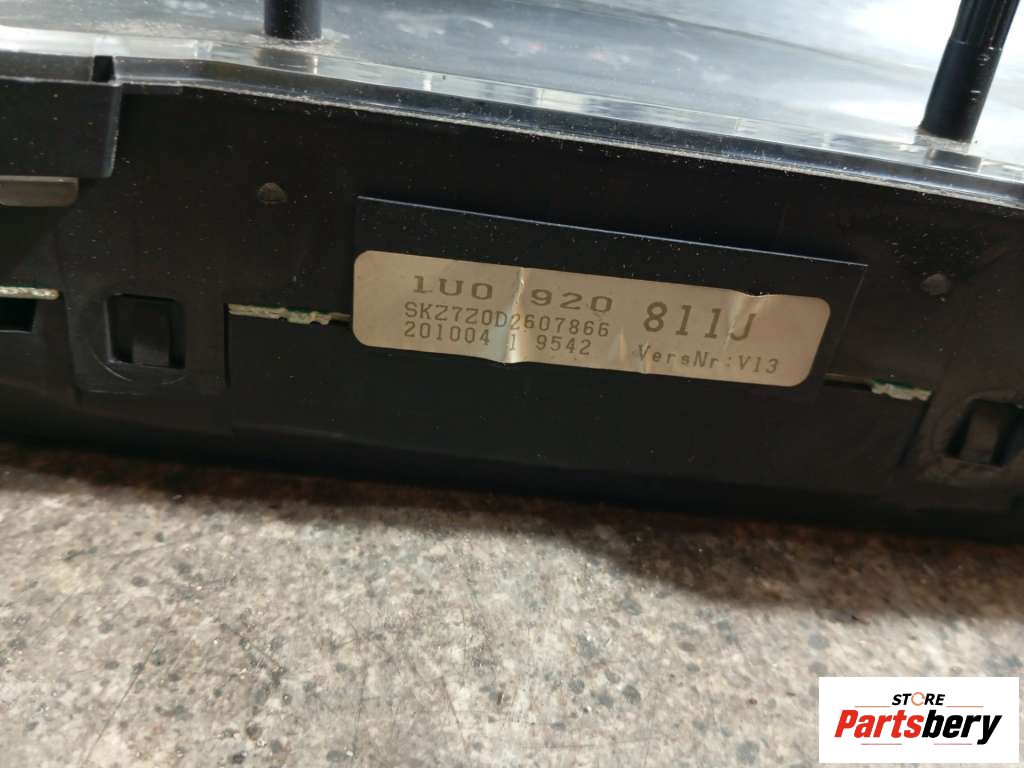 1U0 920 811J
SKZ7Z0D2607866
201004 1 9542 VersNr:V13
STORE
Partsbery